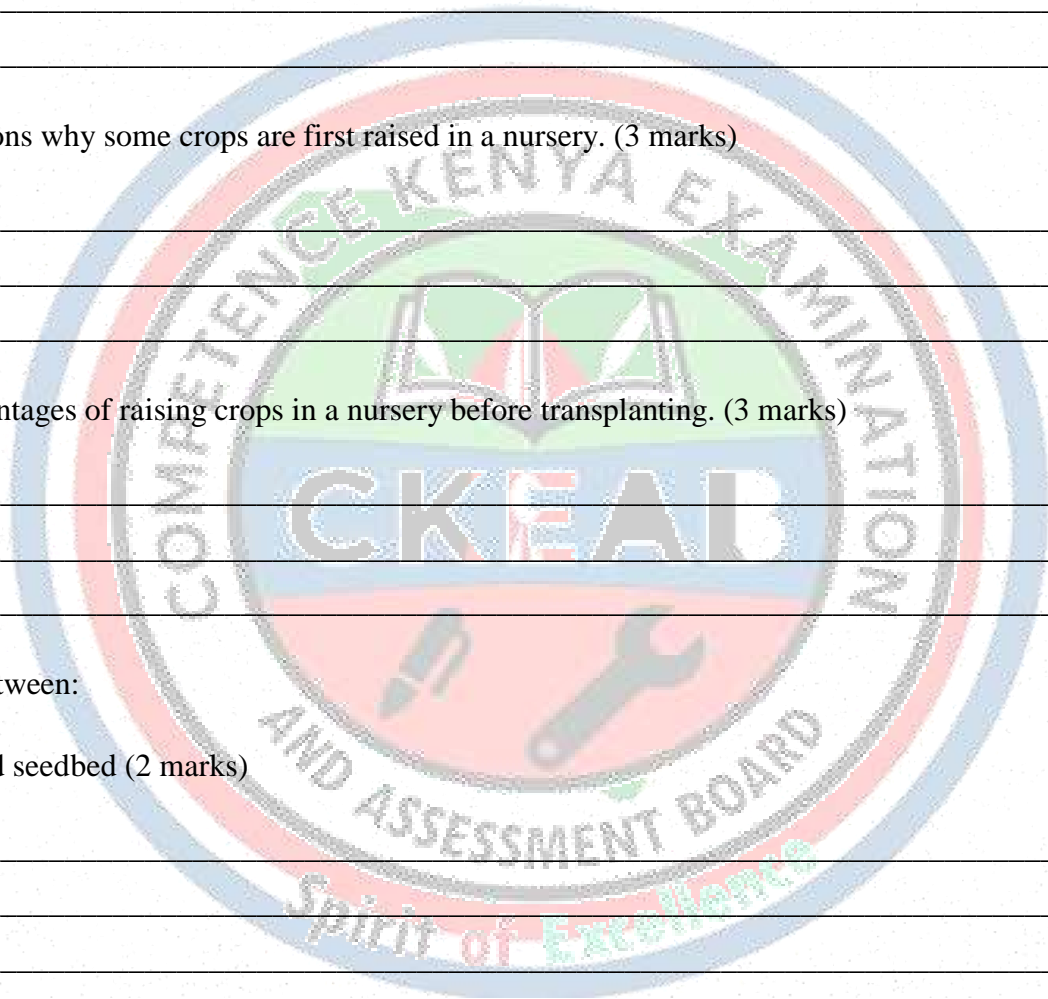 ons why some crops are first raised in a nursery. (3 marks)
ntages of raising crops in a nursery before transplanting. (3 marks)
tween:
d seedbed (2 marks)
COMPETENCE KENYA EXAMINATION
CKEAB
AND ASSESSMENT BOARD
Spirit of Excellence